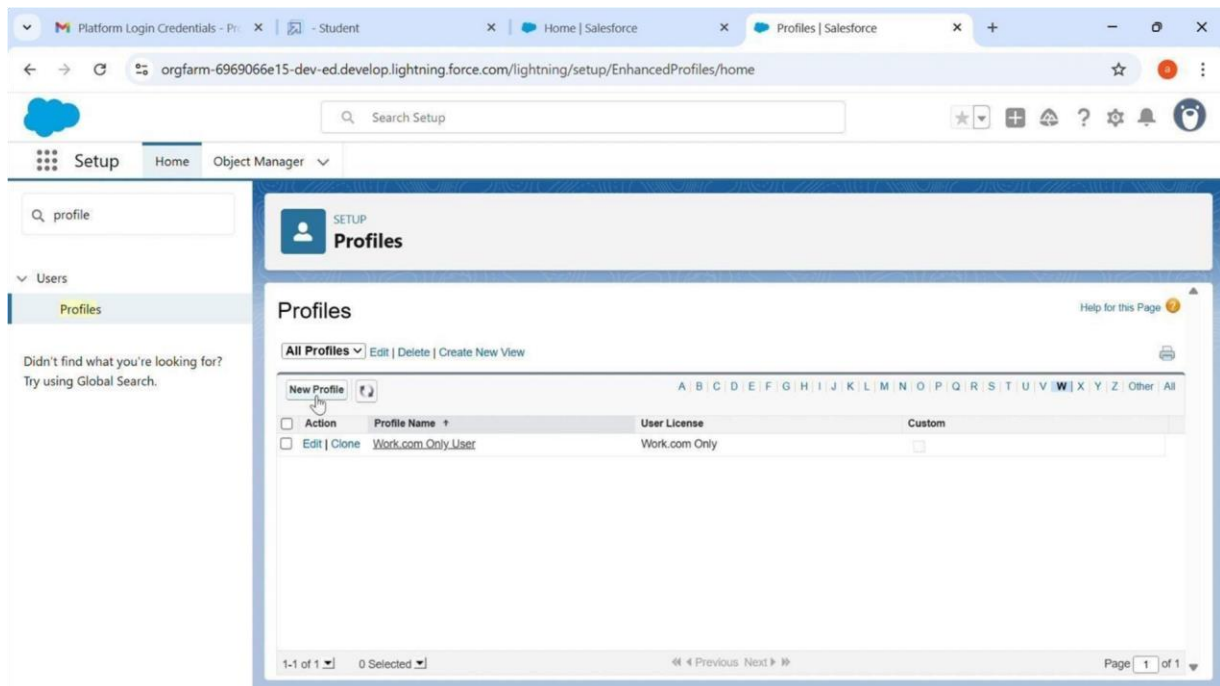 Platform Login Credentials - Pr
- Student
Home | Salesforce
Profiles | Salesforce
orgfarm-6969066e15-dev-ed.develop.lightning.force.com/lightning/setup/EnhancedProfiles/home
a
Search Setup
Setup
Home
Object Manager
profile
Users
Profiles
Didn't find what you're looking for?
Try using Global Search.
SETUP
Profiles
Profiles
Help for this Page
All Profiles Edit | Delete | Create New View
New Profile
A | B | C | D | E | F | G | H | I | J | K | L | M | N | O | P | Q | R | S | T | U | V | W | X | Y | Z | Other | All
Action Profile Name User License Custom
Edit | Clone Work.com Only User Work.com Only
1-1 of 1 0 Selected Previous Next Page 1 of 1